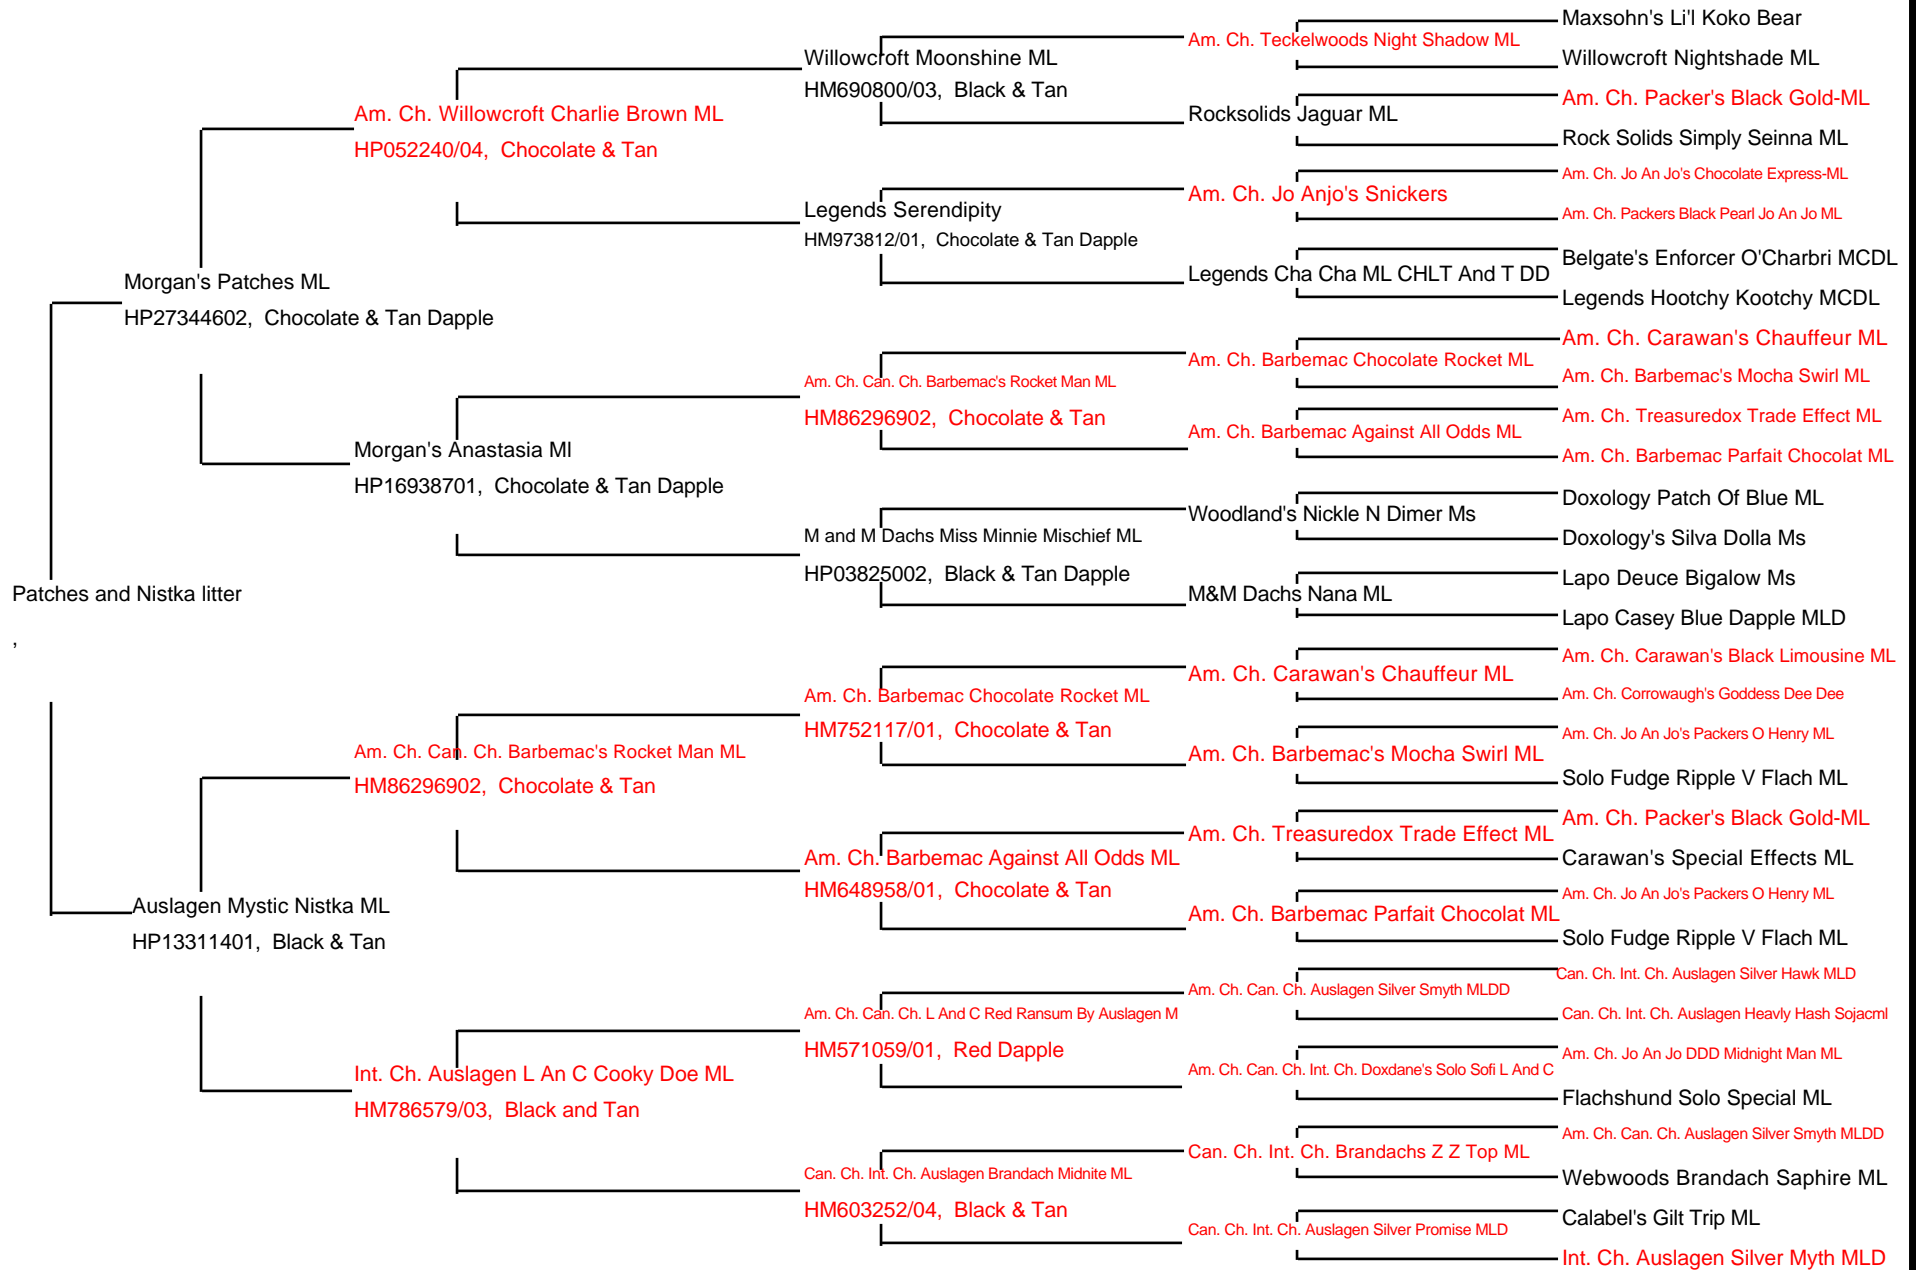 Patches and Nistka litter
,
Morgan's Patches ML
HP27344602, Chocolate & Tan Dapple
Auslagen Mystic Nistka ML
HP13311401, Black & Tan
Am. Ch. Willowcroft Charlie Brown ML
HP052240/04, Chocolate & Tan
Morgan's Anastasia Ml
HP16938701, Chocolate & Tan Dapple
Am. Ch. Can. Ch. Barbemac's Rocket Man ML
HM86296902, Chocolate & Tan
Int. Ch. Auslagen L An C Cooky Doe ML
HM786579/03, Black and Tan
Willowcroft Moonshine ML
HM690800/03, Black & Tan
Legends Serendipity
HM973812/01, Chocolate & Tan Dapple
Am. Ch. Can. Ch. Barbemac's Rocket Man ML
HM86296902, Chocolate & Tan
M and M Dachs Miss Minnie Mischief ML
HP03825002, Black & Tan Dapple
Am. Ch. Barbemac Chocolate Rocket ML
HM752117/01, Chocolate & Tan
Am. Ch. Barbemac Against All Odds ML
HM648958/01, Chocolate & Tan
Am. Ch. Can. Ch. L And C Red Ransum By Auslagen M
HM571059/01, Red Dapple
Can. Ch. Int. Ch. Auslagen Brandach Midnite ML
HM603252/04, Black & Tan
Am. Ch. Teckelwoods Night Shadow ML
Rocksolids Jaguar ML
Am. Ch. Jo Anjo's Snickers
Legends Cha Cha ML CHLT And T DD
Am. Ch. Barbemac Chocolate Rocket ML
Am. Ch. Barbemac Against All Odds ML
Woodland's Nickle N Dimer Ms
M&M Dachs Nana ML
Am. Ch. Carawan's Chauffeur ML
Am. Ch. Barbemac's Mocha Swirl ML
Am. Ch. Treasuredox Trade Effect ML
Am. Ch. Barbemac Parfait Chocolat ML
Am. Ch. Can. Ch. Auslagen Silver Smyth MLDD
Am. Ch. Can. Ch. Int. Ch. Doxdane's Solo Sofi L And C
Can. Ch. Int. Ch. Brandachs Z Z Top ML
Can. Ch. Int. Ch. Auslagen Silver Promise MLD
Maxsohn's Li'l Koko Bear
Willowcroft Nightshade ML
Am. Ch. Packer's Black Gold-ML
Rock Solids Simply Seinna ML
Am. Ch. Jo An Jo's Chocolate Express-ML
Am. Ch. Packers Black Pearl Jo An Jo ML
Belgate's Enforcer O'Charbri MCDL
Legends Hootchy Kootchy MCDL
Am. Ch. Carawan's Chauffeur ML
Am. Ch. Barbemac's Mocha Swirl ML
Am. Ch. Treasuredox Trade Effect ML
Am. Ch. Barbemac Parfait Chocolat ML
Doxology Patch Of Blue ML
Doxology's Silva Dolla Ms
Lapo Deuce Bigalow Ms
Lapo Casey Blue Dapple MLD
Am. Ch. Carawan's Black Limousine ML
Am. Ch. Corrowaugh's Goddess Dee Dee
Am. Ch. Jo An Jo's Packers O Henry ML
Solo Fudge Ripple V Flach ML
Am. Ch. Packer's Black Gold-ML
Carawan's Special Effects ML
Am. Ch. Jo An Jo's Packers O Henry ML
Solo Fudge Ripple V Flach ML
Can. Ch. Int. Ch. Auslagen Silver Hawk MLD
Can. Ch. Int. Ch. Auslagen Heavly Hash Sojacml
Am. Ch. Jo An Jo DDD Midnight Man ML
Flachshund Solo Special ML
Am. Ch. Can. Ch. Auslagen Silver Smyth MLDD
Webwoods Brandach Saphire ML
Calabel's Gilt Trip ML
Int. Ch. Auslagen Silver Myth MLD